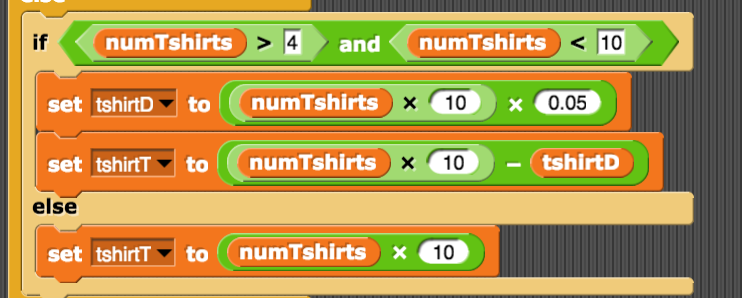 else
if numTshirts > 4 and numTshirts < 10
set tshirtD to numTshirts × 10 × 0.05
set tshirtT to numTshirts × 10 − tshirtD
else
set tshirtT to numTshirts × 10